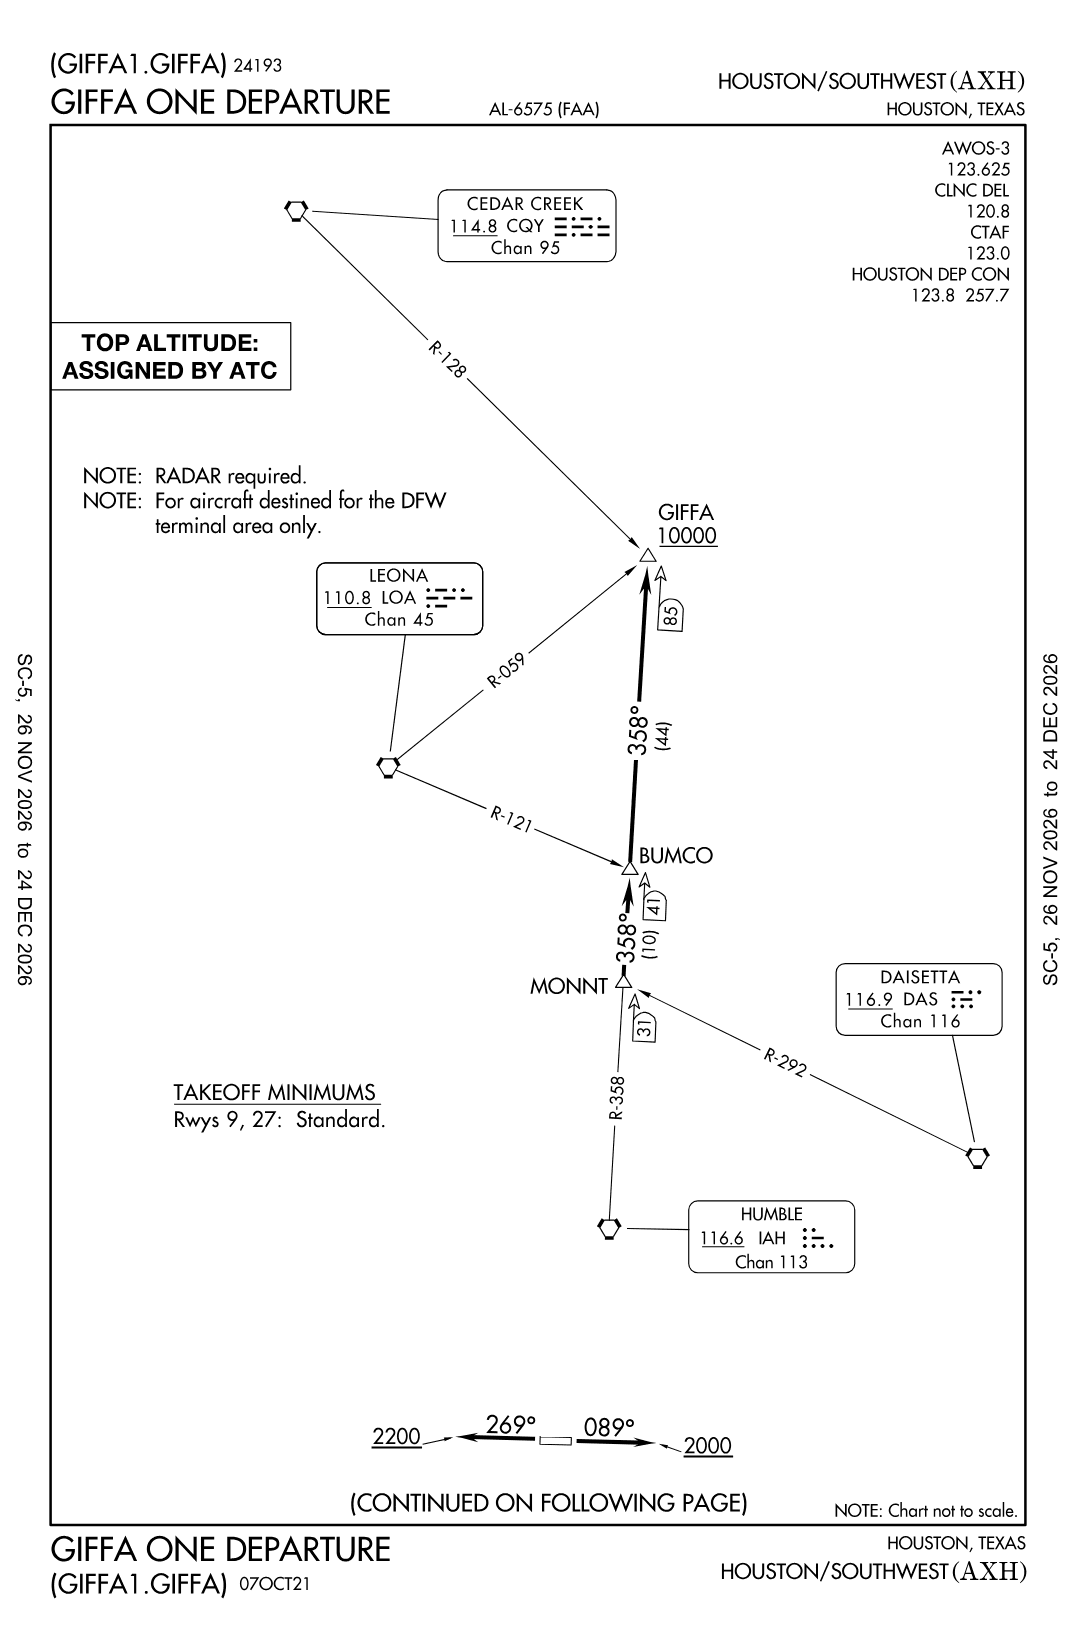 (GIFFA1.GIFFA) 24193
GIFFA ONE DEPARTURE
AL-6575 (FAA)
HOUSTON/SOUTHWEST (AXH)
HOUSTON, TEXAS
AWOS-3
123.625
CLNC DEL
120.8
CTAF
123.0
HOUSTON DEP CON
123.8 257.7
CEDAR CREEK
114.8 CQY
Chan 95
TOP ALTITUDE:
ASSIGNED BY ATC
R-128
NOTE: RADAR required.
NOTE: For aircraft destined for the DFW
terminal area only.
GIFFA
10000
LEONA
110.8 LOA
Chan 45
85
R-059
358°
(44)
R-121
BUMCO
41
358°
(10)
MONNT
31
DAISETTA
116.9 DAS
Chan 116
R-292
R-358
TAKEOFF MINIMUMS
Rwys 9, 27: Standard.
HUMBLE
116.6 IAH
Chan 113
2200
269°
089°
2000
(CONTINUED ON FOLLOWING PAGE)
NOTE: Chart not to scale.
SC-5, 26 NOV 2026 to 24 DEC 2026
SC-5, 26 NOV 2026 to 24 DEC 2026
GIFFA ONE DEPARTURE
(GIFFA1.GIFFA) 07OCT21
HOUSTON, TEXAS
HOUSTON/SOUTHWEST (AXH)